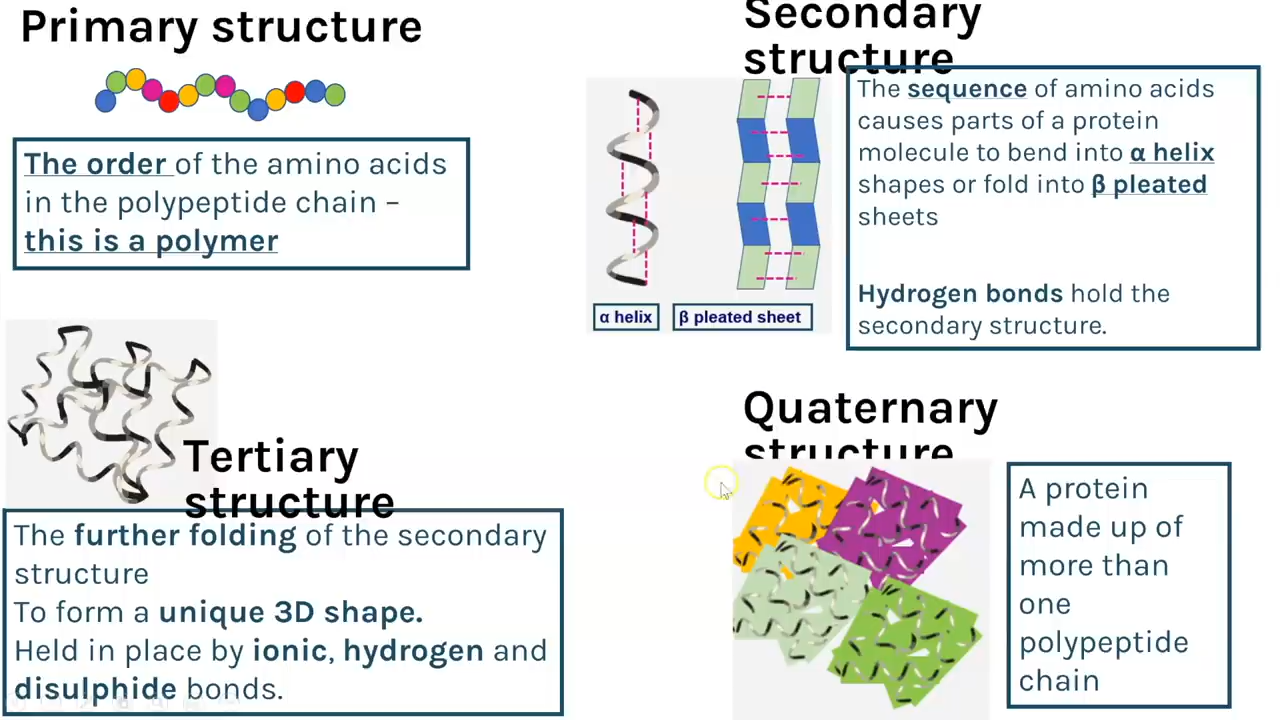 Primary structure
The order of the amino acids
in the polypeptide chain –
this is a polymer
Secondary
structure
α helix
β pleated sheet
The sequence of amino acids
causes parts of a protein
molecule to bend into α helix
shapes or fold into β pleated
sheets
Hydrogen bonds hold the
secondary structure.
Tertiary
structure
The further folding of the secondary
structure
To form a unique 3D shape.
Held in place by ionic, hydrogen and
disulphide bonds.
Quaternary
structure
A protein
made up of
more than
one
polypeptide
chain